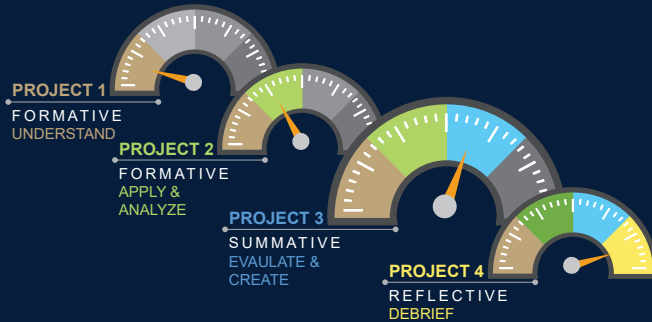 PROJECT 1
FORMATIVE
UNDERSTAND
PROJECT 2
FORMATIVE
APPLY &
ANALYZE
PROJECT 3
SUMMATIVE
EVAULATE &
CREATE
PROJECT 4
REFLECTIVE
DEBRIEF